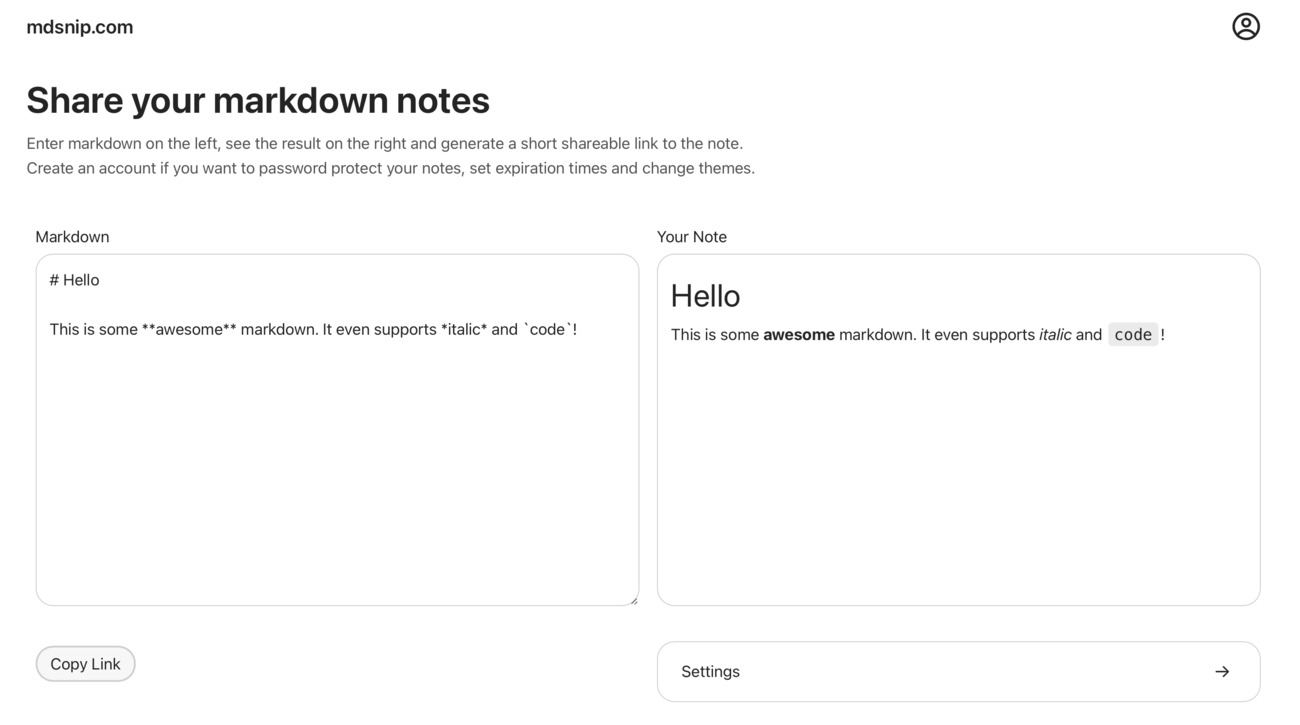 mdsnip.com
Share your markdown notes
Enter markdown on the left, see the result on the right and generate a short shareable link to the note.
Create an account if you want to password protect your notes, set expiration times and change themes.
Markdown
# Hello
This is some **awesome** markdown. It even supports *italic* and `code`!
Your Note
Hello
This is some awesome markdown. It even supports italic and code!
Copy Link
Settings